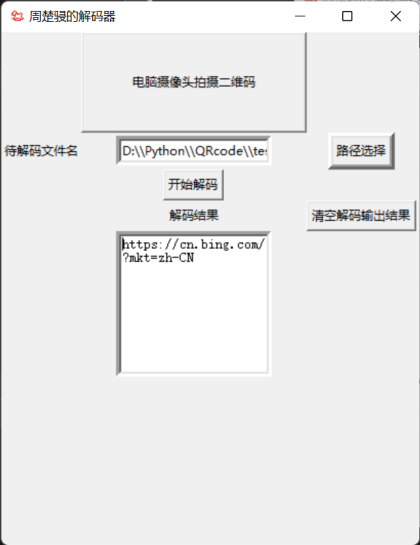 周楚骎的解码器
电脑摄像头拍摄二维码
待解码文件名
D:\\Python\\QRcode\\te
路径选择
开始解码
解码结果
清空解码输出结果
https://cn.bing.com/
?mkt=zh-CN